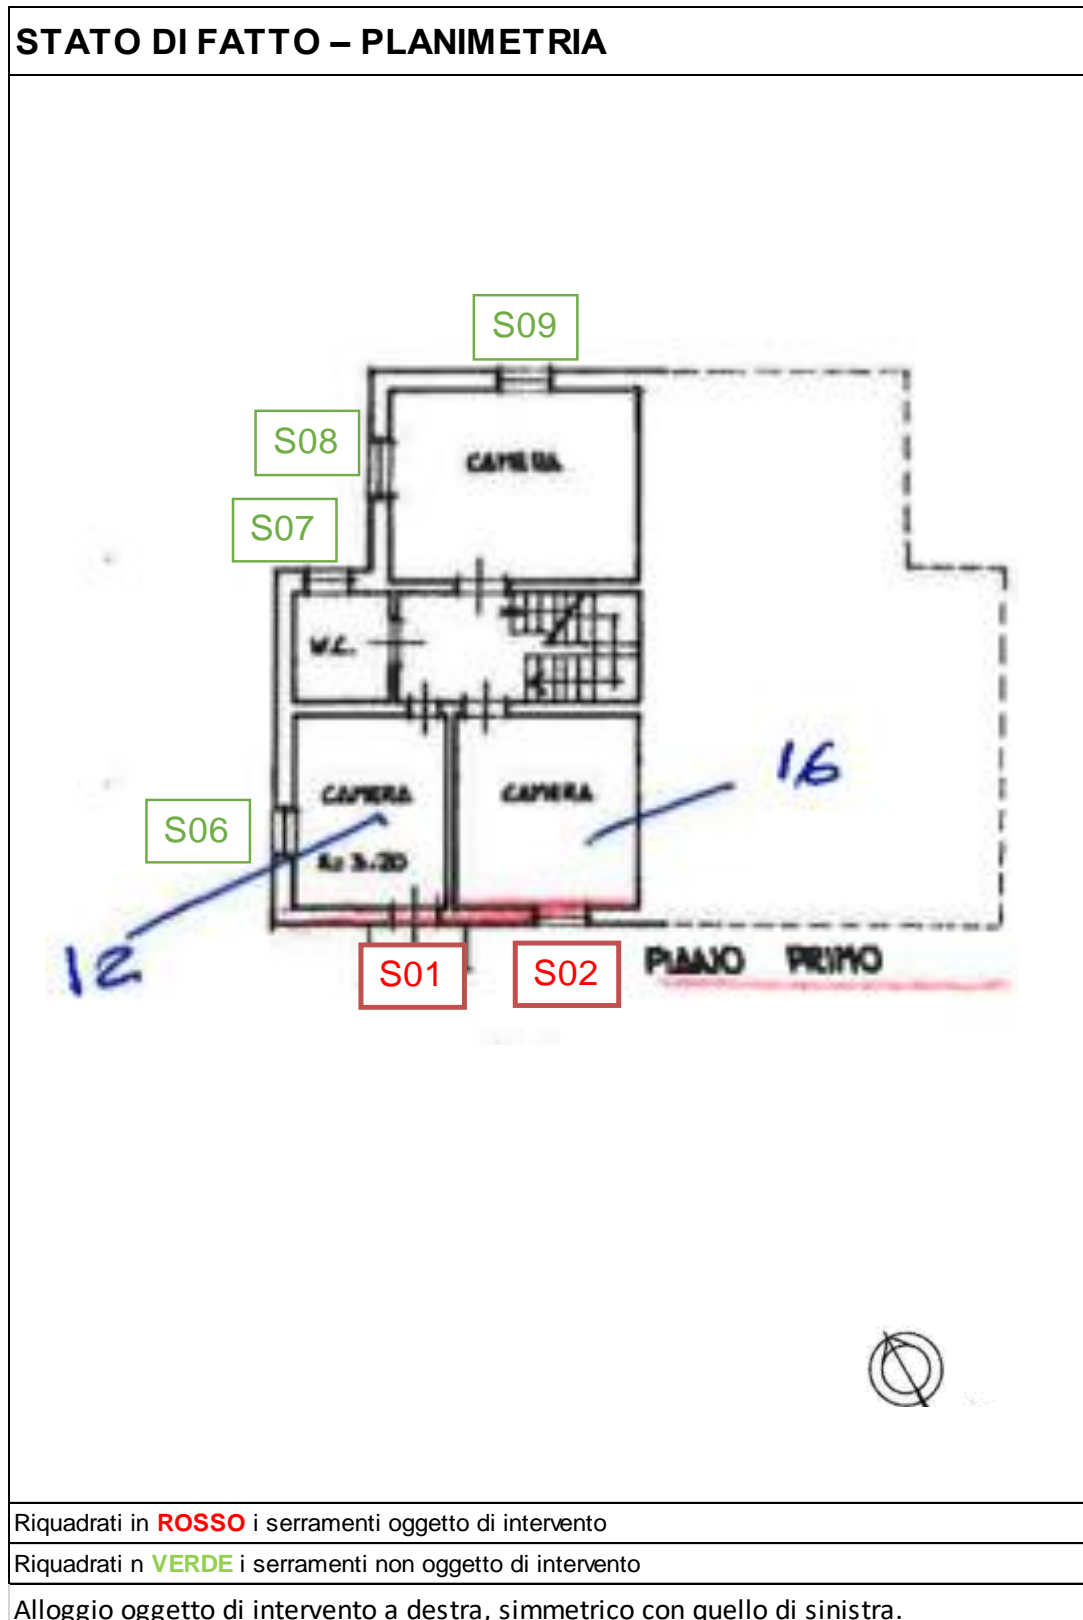 STATO DI FATTO – PLANIMETRIA
S09
S08
CAMERA
S07
W.C.
16
CAMERA
CAMERA
S06
3.20
12
S01
S02
PIANO PRIMO
Riquadrati in ROSSO i serramenti oggetto di intervento
Riquadrati n VERDE i serramenti non oggetto di intervento
Alloggio oggetto di intervento a destra, simmetrico con quello di sinistra.